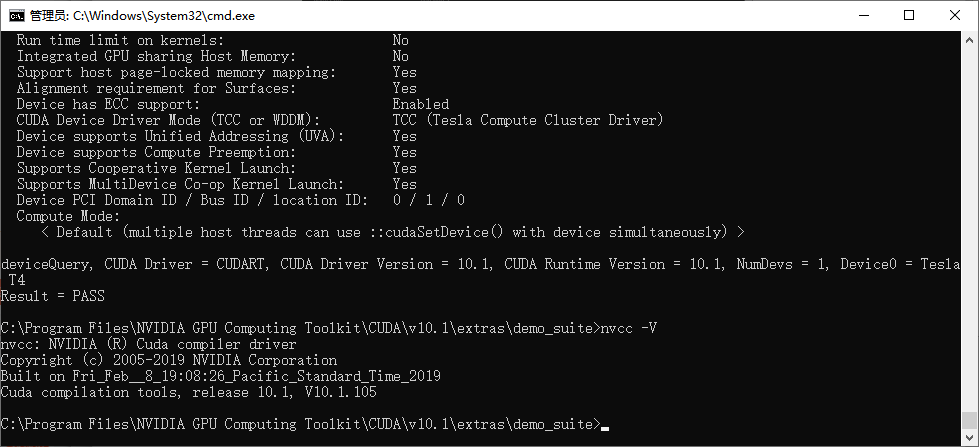 管理员: C:\Windows\System32\cmd.exe
Run time limit on kernels: No
Integrated GPU sharing Host Memory: No
Support host page-locked memory mapping: Yes
Alignment requirement for Surfaces: Yes
Device has ECC support: Enabled
CUDA Device Driver Mode (TCC or WDDM): TCC (Tesla Compute Cluster Driver)
Device supports Unified Addressing (UVA): Yes
Device supports Compute Preemption: Yes
Supports Cooperative Kernel Launch: Yes
Supports MultiDevice Co-op Kernel Launch: Yes
Device PCI Domain ID / Bus ID / location ID: 0 / 1 / 0
Compute Mode:
< Default (multiple host threads can use ::cudaSetDevice() with device simultaneously) >
deviceQuery, CUDA Driver = CUDART, CUDA Driver Version = 10.1, CUDA Runtime Version = 10.1, NumDevs = 1, Device0 = Tesla
T4
Result = PASS
C:\Program Files\NVIDIA GPU Computing Toolkit\CUDA\v10.1\extras\demo_suite>nvcc -V
nvcc: NVIDIA (R) Cuda compiler driver
Copyright (c) 2005-2019 NVIDIA Corporation
Built on Fri_Feb__8_19:08:26_Pacific_Standard_Time_2019
Cuda compilation tools, release 10.1, V10.1.105
C:\Program Files\NVIDIA GPU Computing Toolkit\CUDA\v10.1\extras\demo_suite>